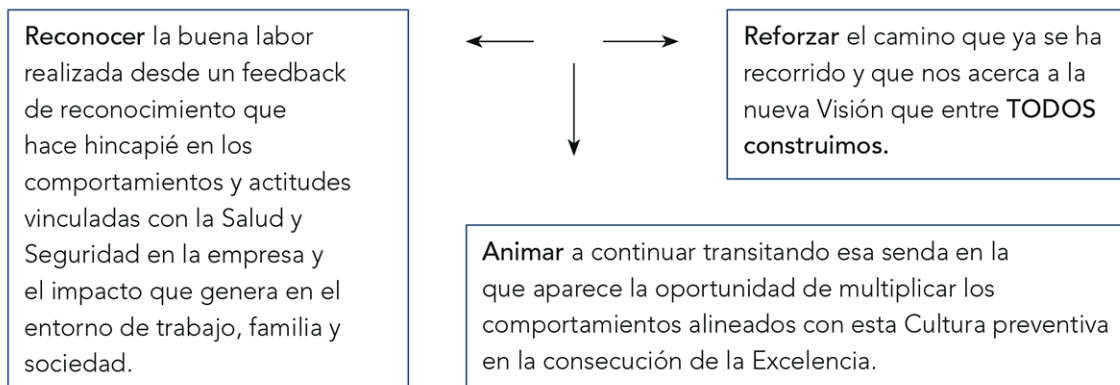 Reconocer la buena labor
realizada desde un feedback
de reconocimiento que
hace hincapié en los
comportamientos y actitudes
vinculadas con la Salud y
Seguridad en la empresa y
el impacto que genera en el
entorno de trabajo, familia y
sociedad.
Reforzar el camino que ya se ha
recorrido y que nos acerca a la
nueva Visión que entre TODOS
construimos.
Animar a continuar transitando esa senda en la
que aparece la oportunidad de multiplicar los
comportamientos alineados con esta Cultura preventiva
en la consecución de la Excelencia.